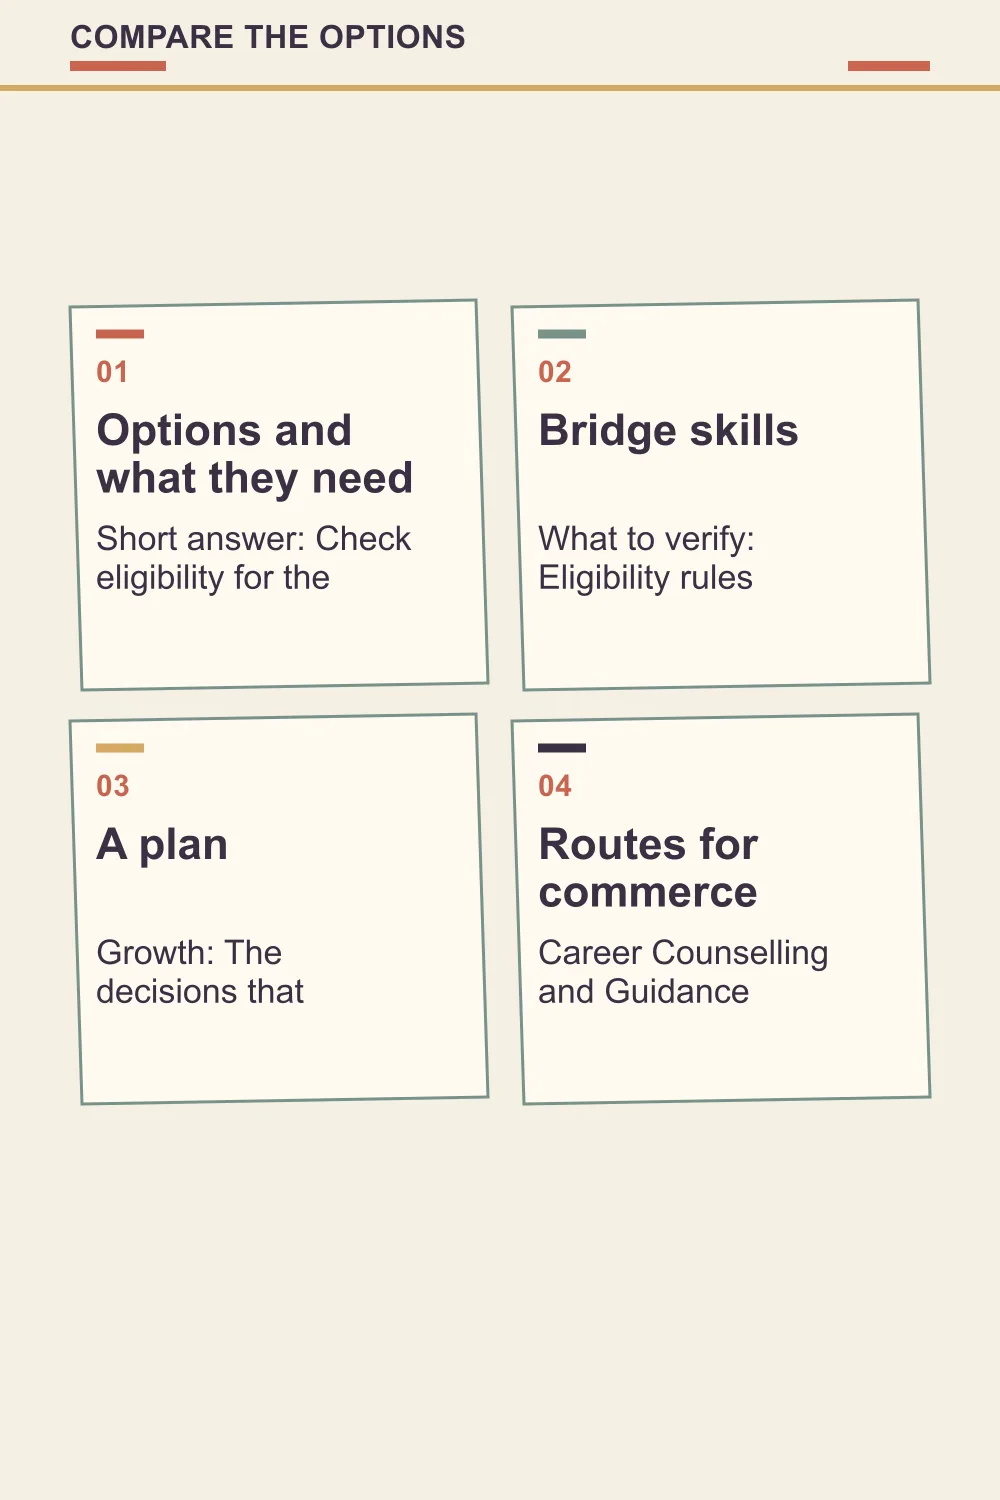 COMPARE THE OPTIONS
01
Options and
what they need
Short answer: Check
eligibility for the
02
Bridge skills
What to verify:
Eligibility rules
03
A plan
Growth: The
decisions that
04
Routes for
commerce
Career Counselling
and Guidance